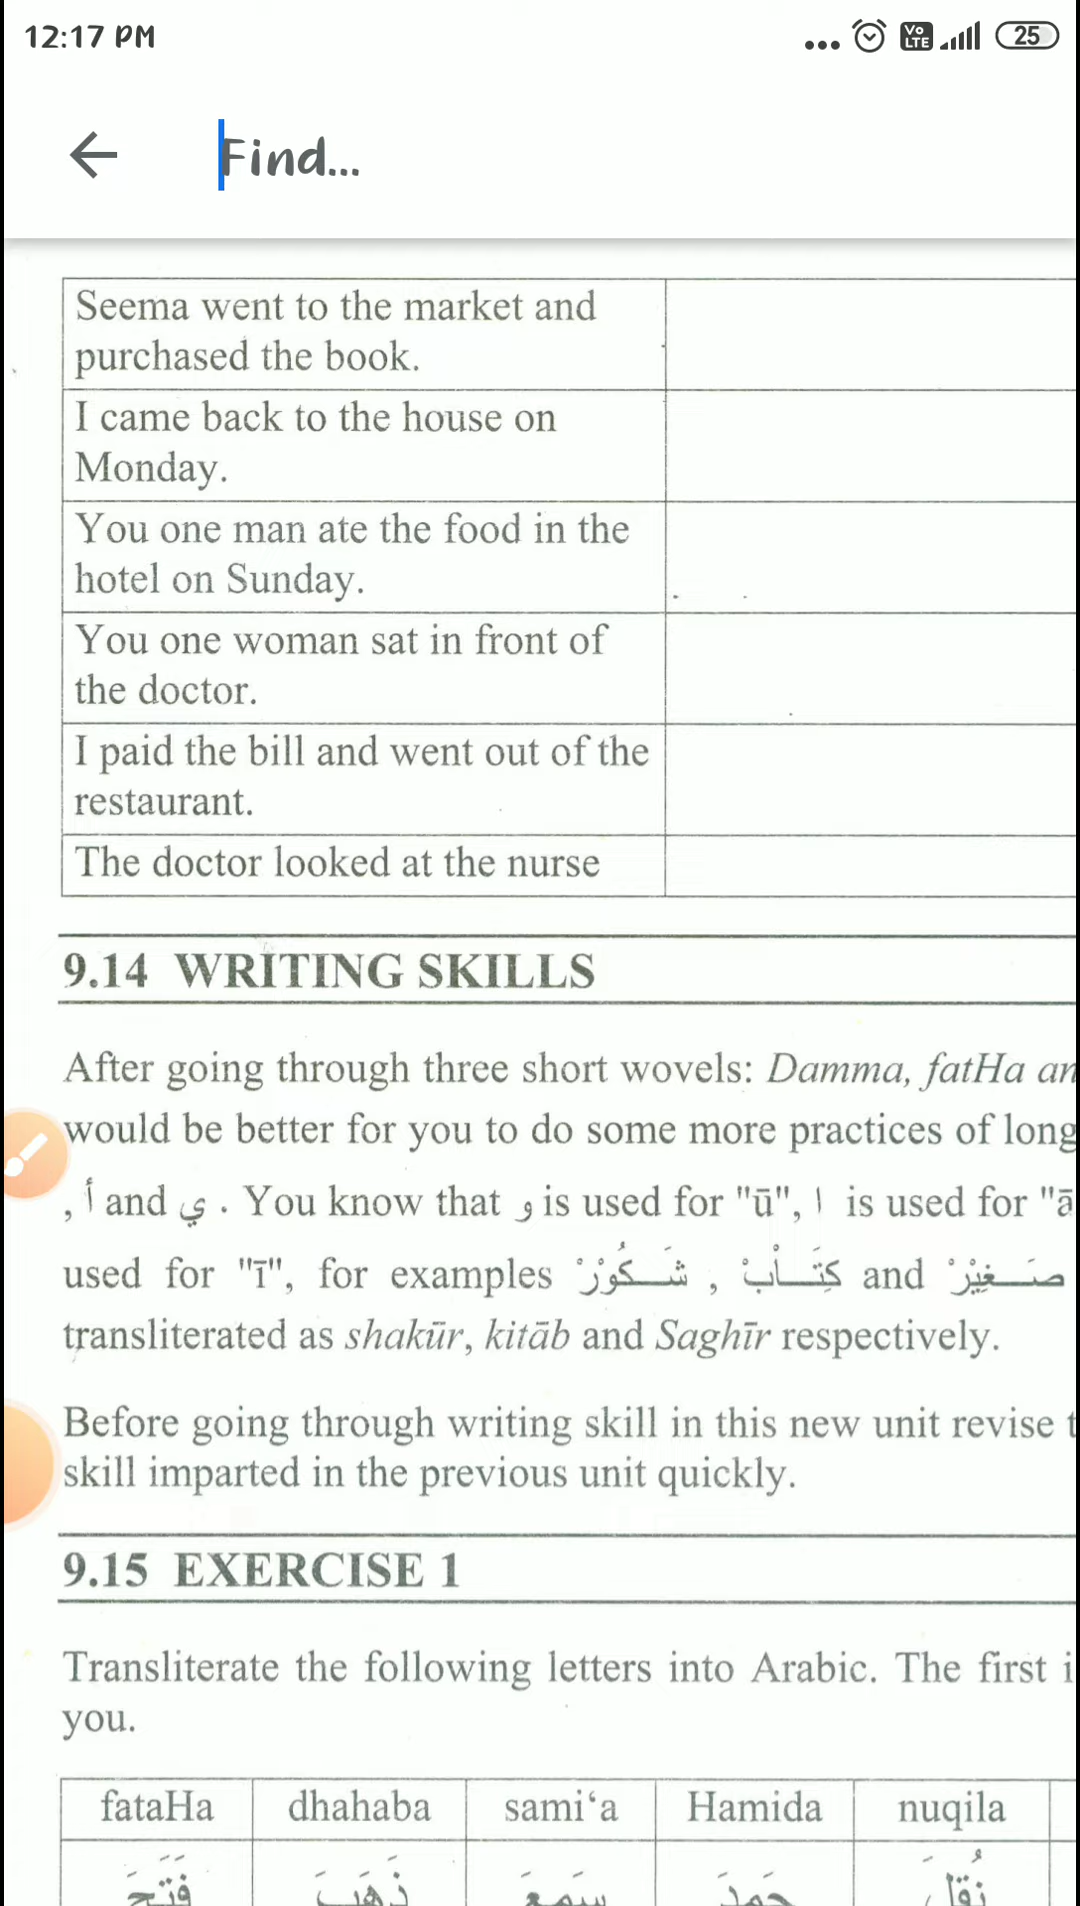 12:17 PM
... Vo LTE 25
Find...
Seema went to the market and
purchased the book.
I came back to the house on
Monday.
You one man ate the food in the
hotel on Sunday.
You one woman sat in front of
the doctor.
I paid the bill and went out of the
restaurant.
The doctor looked at the nurse
9.14 WRITING SKILLS
After going through three short wovels: Damma, fatHa an
would be better for you to do some more practices of long
, أ and ي . You know that و is used for "ū", ا is used for "ā
used for "ī", for examples شَكُوْرْ , كِتَاْبْ and صَغِيْرْ
transliterated as shakūr, kitāb and Saghīr respectively.
Before going through writing skill in this new unit revise t
skill imparted in the previous unit quickly.
9.15 EXERCISE 1
Transliterate the following letters into Arabic. The first i
you.
fataHa dhahaba sami‘a Hamida nuqila
فَتَحَ ذَهَبَ سَمِعَ حَمِدَ نُقِلَ